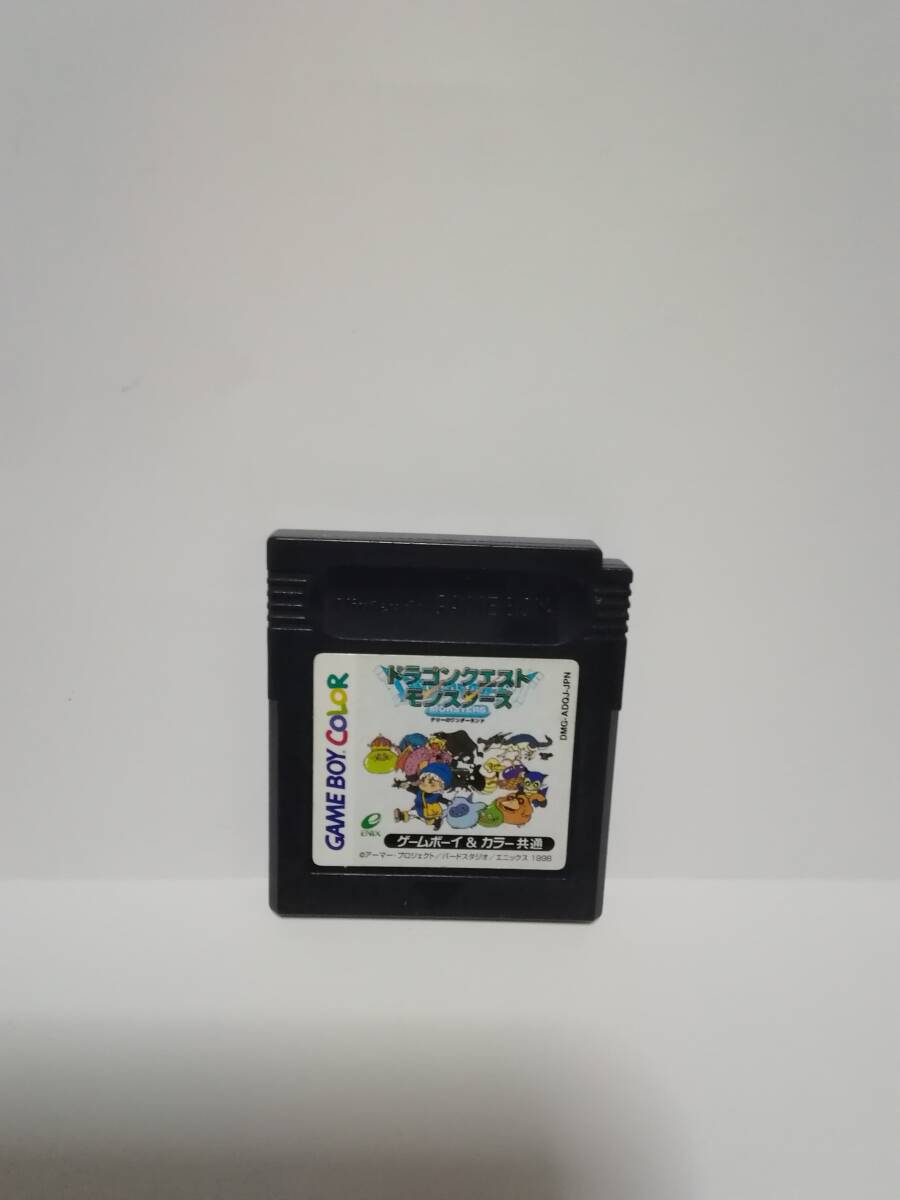 Nintendo GAME BOY
GAME BOY COLOR
ドラゴンクエスト
モンスターズ
MONSTERS
テリーのワンダーランド
DMG-ADQJ-JPN
ENIX
ゲームボーイ & カラー共通
©アーマー・プロジェクト/バードスタジオ/エニックス 1998